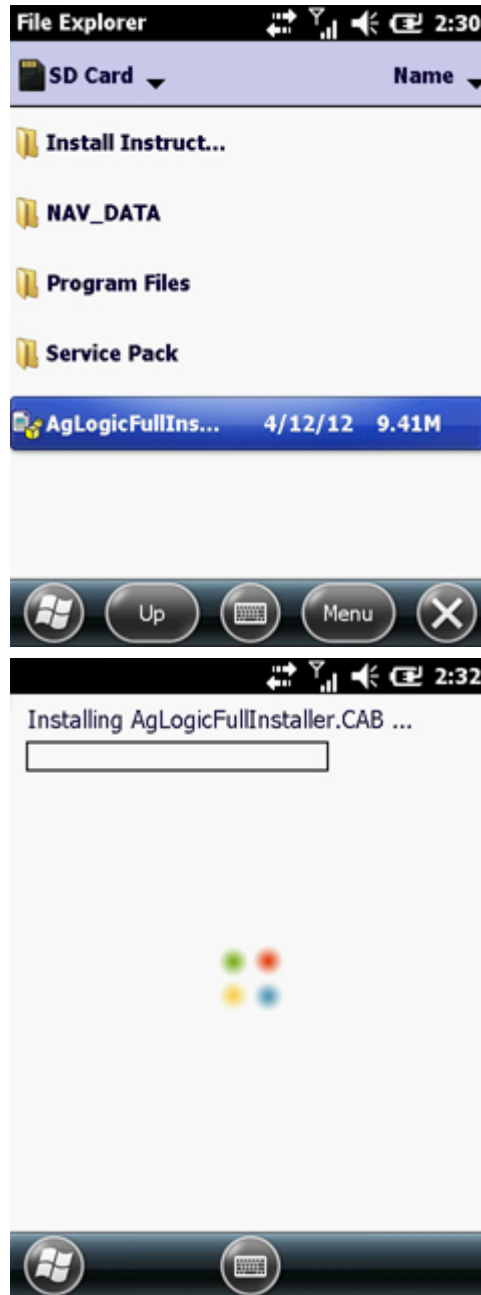 File Explorer 2:30
SD Card Name
Install Instruct...
NAV_DATA
Program Files
Service Pack
AgLogicFullIns... 4/12/12 9.41M
Up Menu
2:32
Installing AgLogicFullInstaller.CAB ...